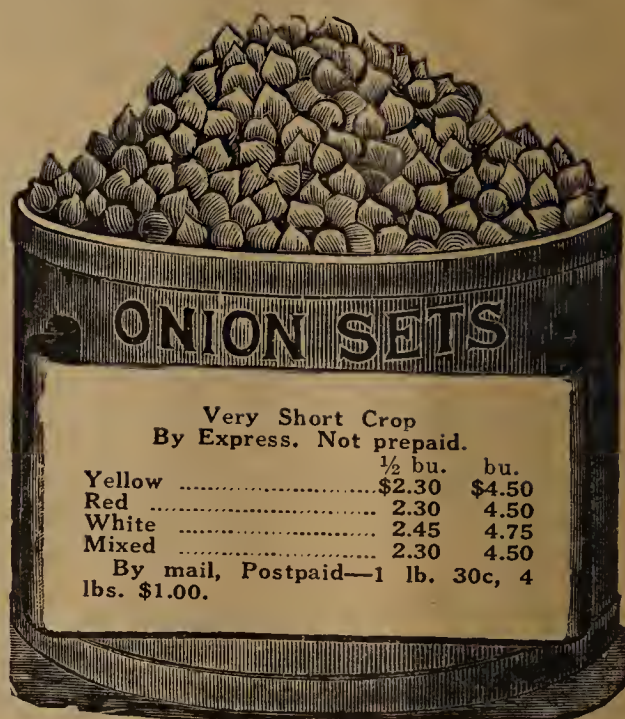 ONION SETS
Very Short Crop
By Express. Not prepaid.
½ bu. bu.
Yellow ..............................$2.30 $4.50
Red .................................. 2.30 4.50
White .............................. 2.45 4.75
Mixed .............................. 2.30 4.50
By mail, Postpaid—1 lb. 30c, 4
lbs. $1.00.